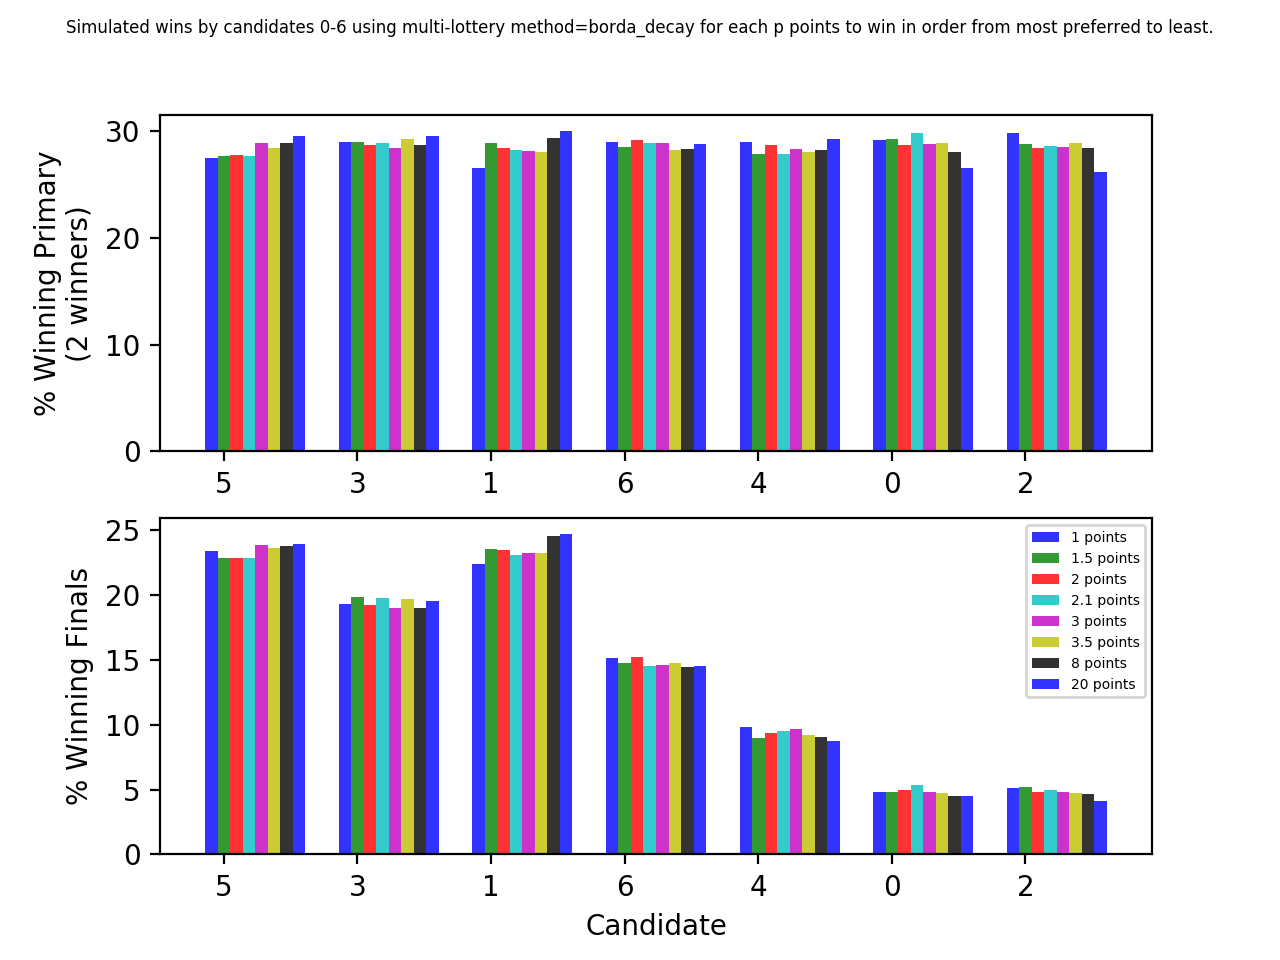 Simulated wins by candidates 0-6 using multi-lottery method=borda_decay for each p points to win in order from most preferred to least.
% Winning Primary
(2 winners)
30
20
10
0
5 3 1 6 4 0 2
% Winning Finals
25
20
15
10
5
0
1 points
1.5 points
2 points
2.1 points
3 points
3.5 points
8 points
20 points
5 3 1 6 4 0 2
Candidate